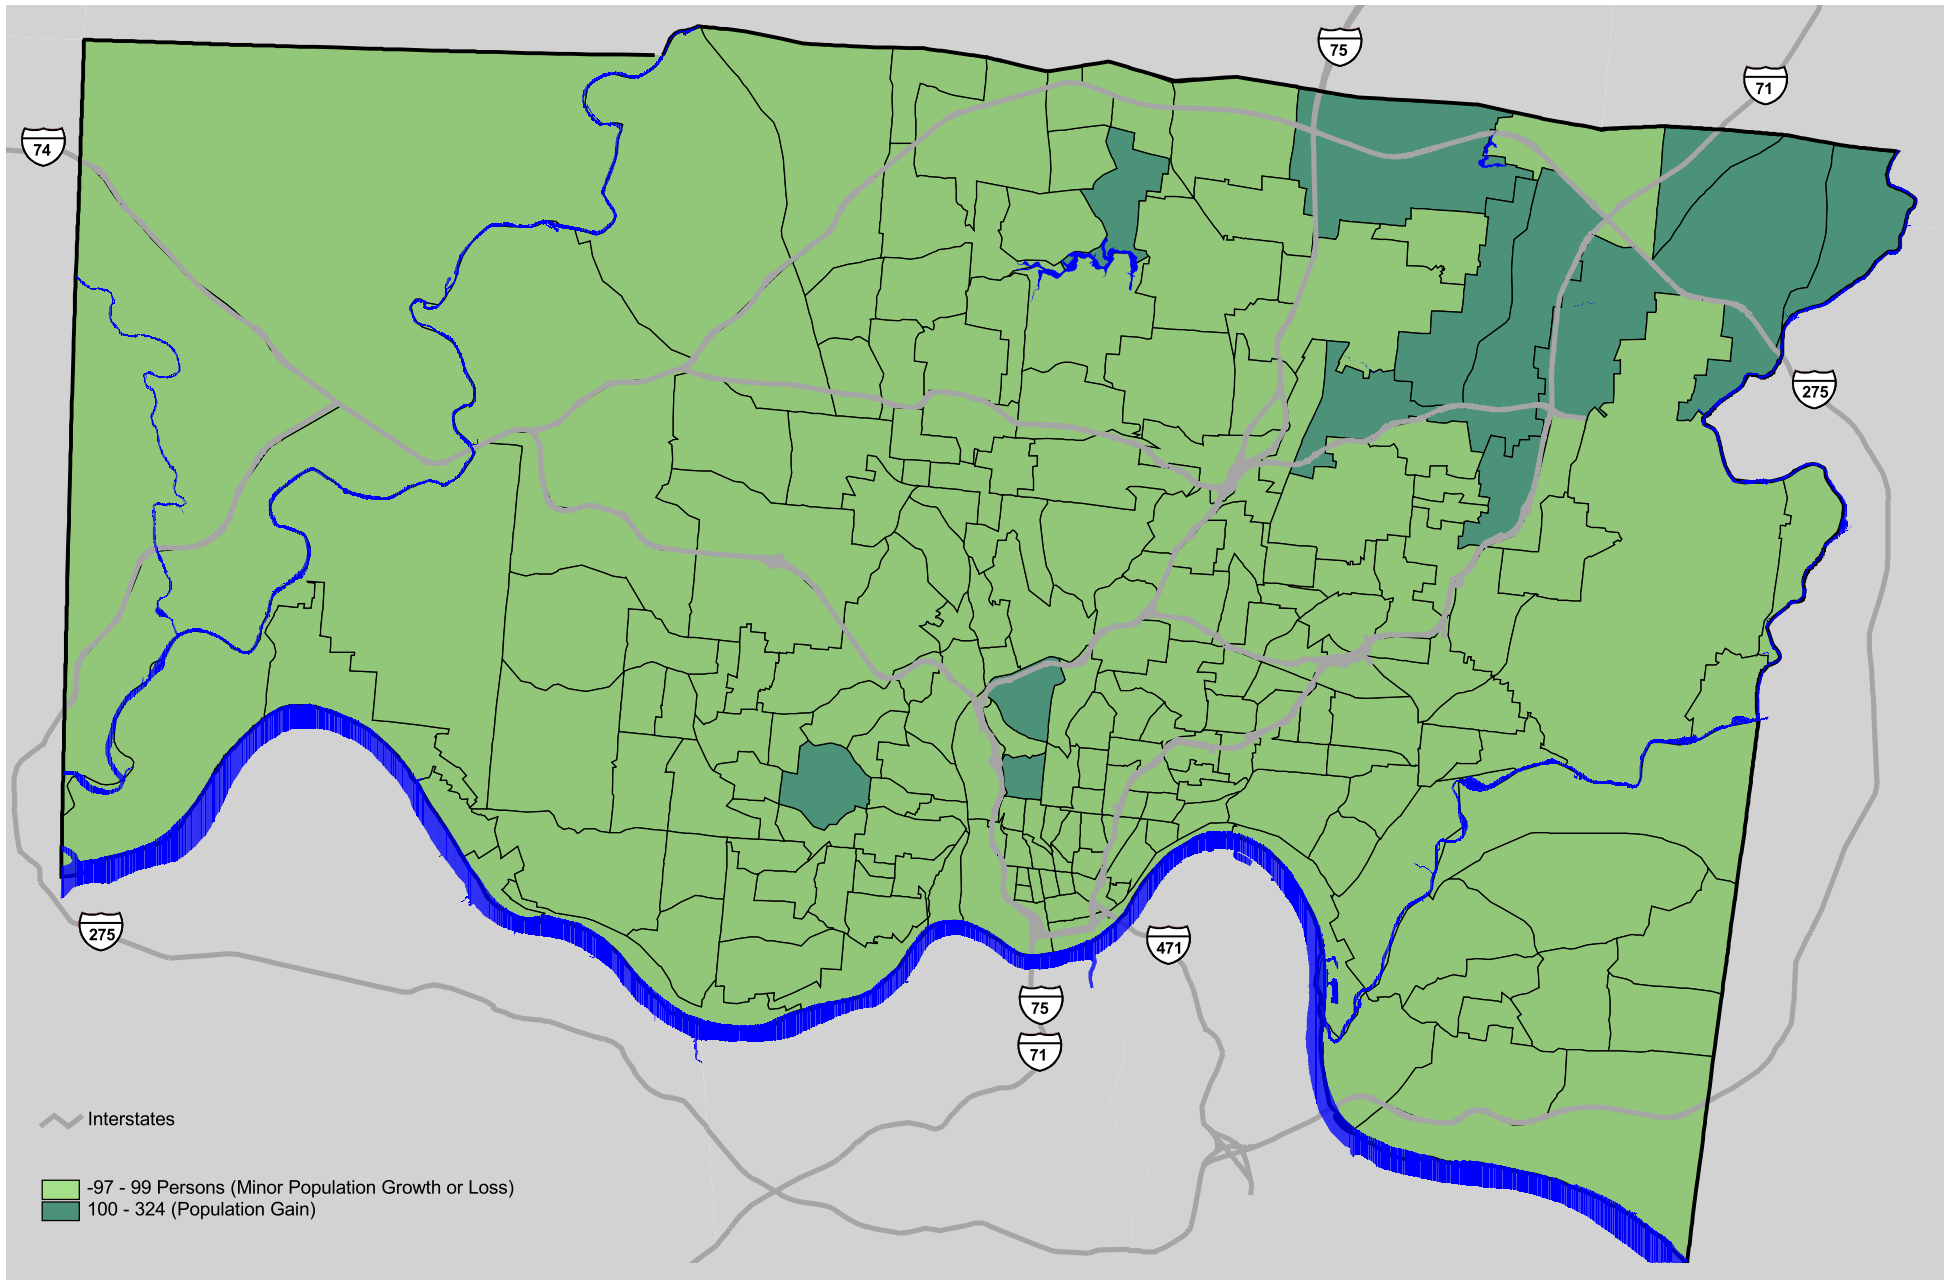 75
71
74
275
275
471
75
71
Interstates
-97 - 99 Persons (Minor Population Growth or Loss)
100 - 324 (Population Gain)